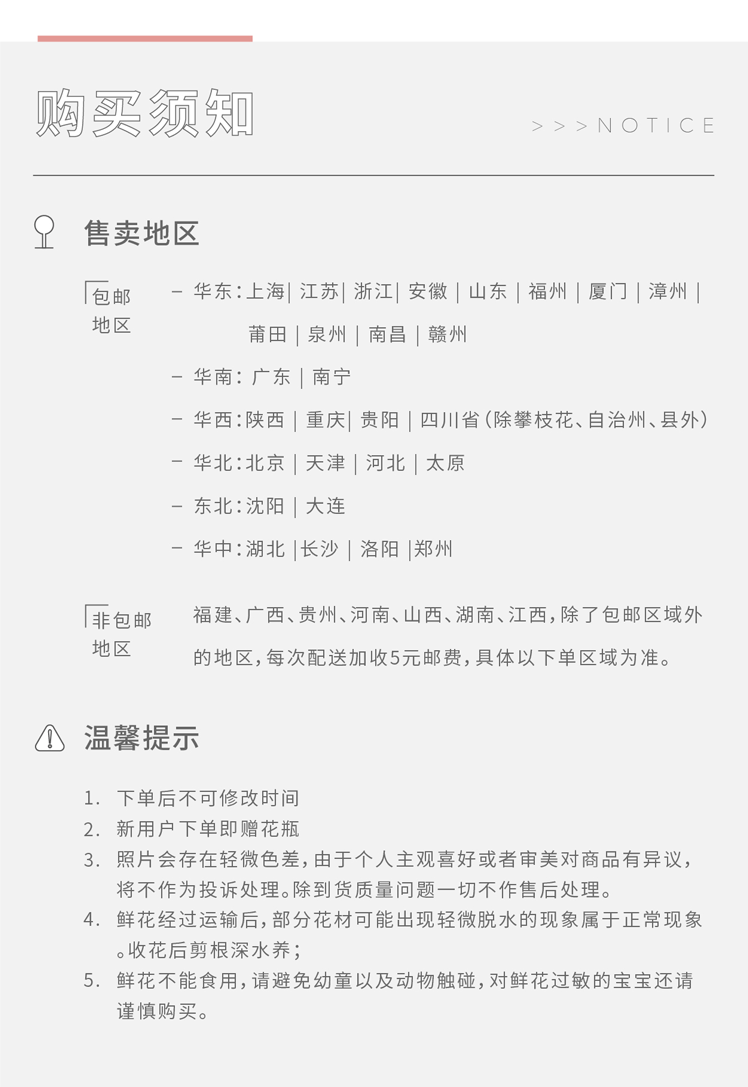 购买须知
>>>NOTICE
售卖地区
包邮
地区
– 华东：上海| 江苏| 浙江| 安徽 | 山东 | 福州 | 厦门 | 漳州 |
莆田 | 泉州 | 南昌 | 赣州
– 华南： 广东 | 南宁
– 华西：陕西 | 重庆| 贵阳 | 四川省（除攀枝花、自治州、县外）
– 华北：北京 | 天津 | 河北 | 太原
– 东北：沈阳 | 大连
– 华中：湖北 |长沙 | 洛阳 |郑州
非包邮
地区
福建、广西、贵州、河南、山西、湖南、江西，除了包邮区域外
的地区，每次配送加收5元邮费，具体以下单区域为准。
温馨提示
1. 下单后不可修改时间
2. 新用户下单即赠花瓶
3. 照片会存在轻微色差，由于个人主观喜好或者审美对商品有异议，
将不作为投诉处理。除到货质量问题一切不作售后处理。
4. 鲜花经过运输后，部分花材可能出现轻微脱水的现象属于正常现象
。收花后剪根深水养；
5. 鲜花不能食用，请避免幼童以及动物触碰，对鲜花过敏的宝宝还请
谨慎购买。